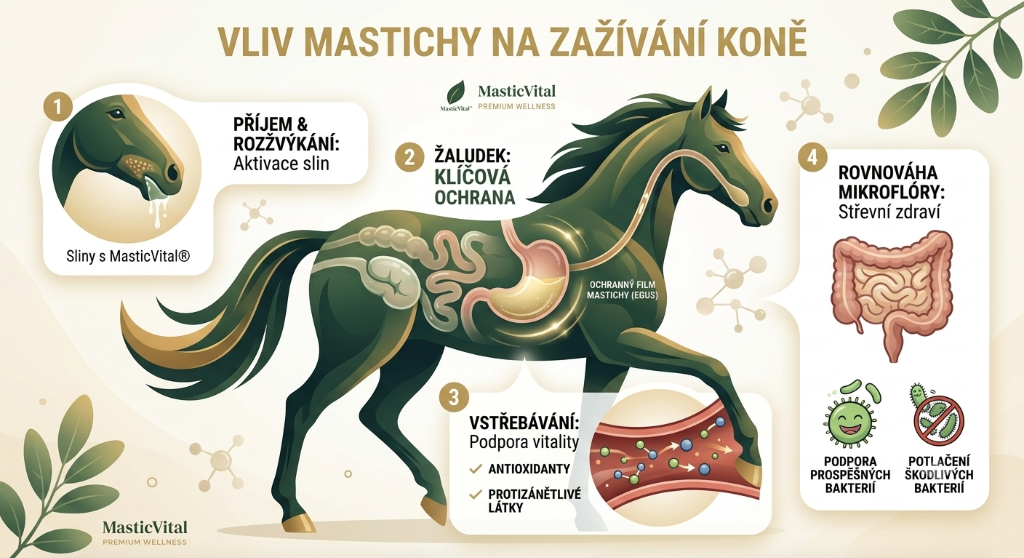 VLIV MASTICHY NA ZAŽÍVÁNÍ KONĚ
MasticVital®
MasticVital
PREMIUM WELLNESS
1
PŘÍJEM &
ROZŽVÝKÁNÍ:
Aktivace slin
Sliny s MasticVital®
2
ŽALUDEK:
KLÍČOVÁ
OCHRANA
OCHRANNÝ FILM
MASTICHY (EGUS)
3
VSTŘEBÁVÁNÍ:
Podpora vitality
ANTIOXIDANTY
PROTIZÁNĚTLIVÉ
LÁTKY
4
ROVNOVÁHA
MIKROFLÓRY:
Střevní zdraví
PODPORA
PROSPĚŠNÝCH
BAKTERIÍ
POTLAČENÍ
ŠKODLIVÝCH
BAKTERIÍ
MasticVital
PREMIUM WELLNESS